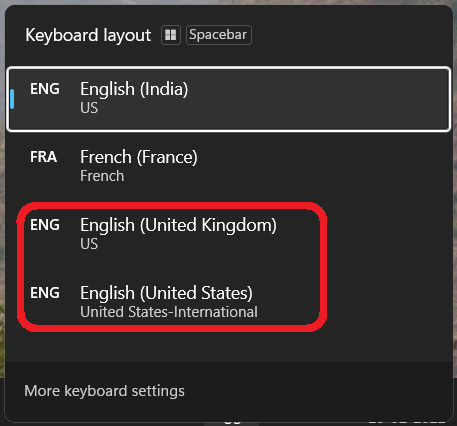 Keyboard layout Spacebar
ENG English (India)
US
FRA French (France)
French
ENG English (United Kingdom)
US
ENG English (United States)
United States-International
More keyboard settings